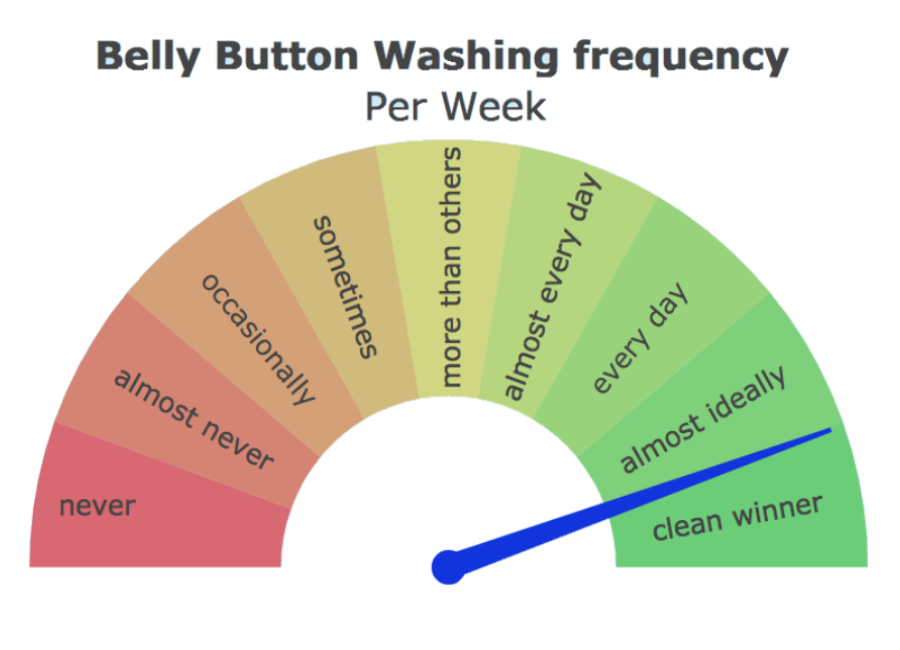 Belly Button Washing frequency
Per Week
never
almost never
occasionally
sometimes
more than others
almost every day
every day
almost ideally
clean winner